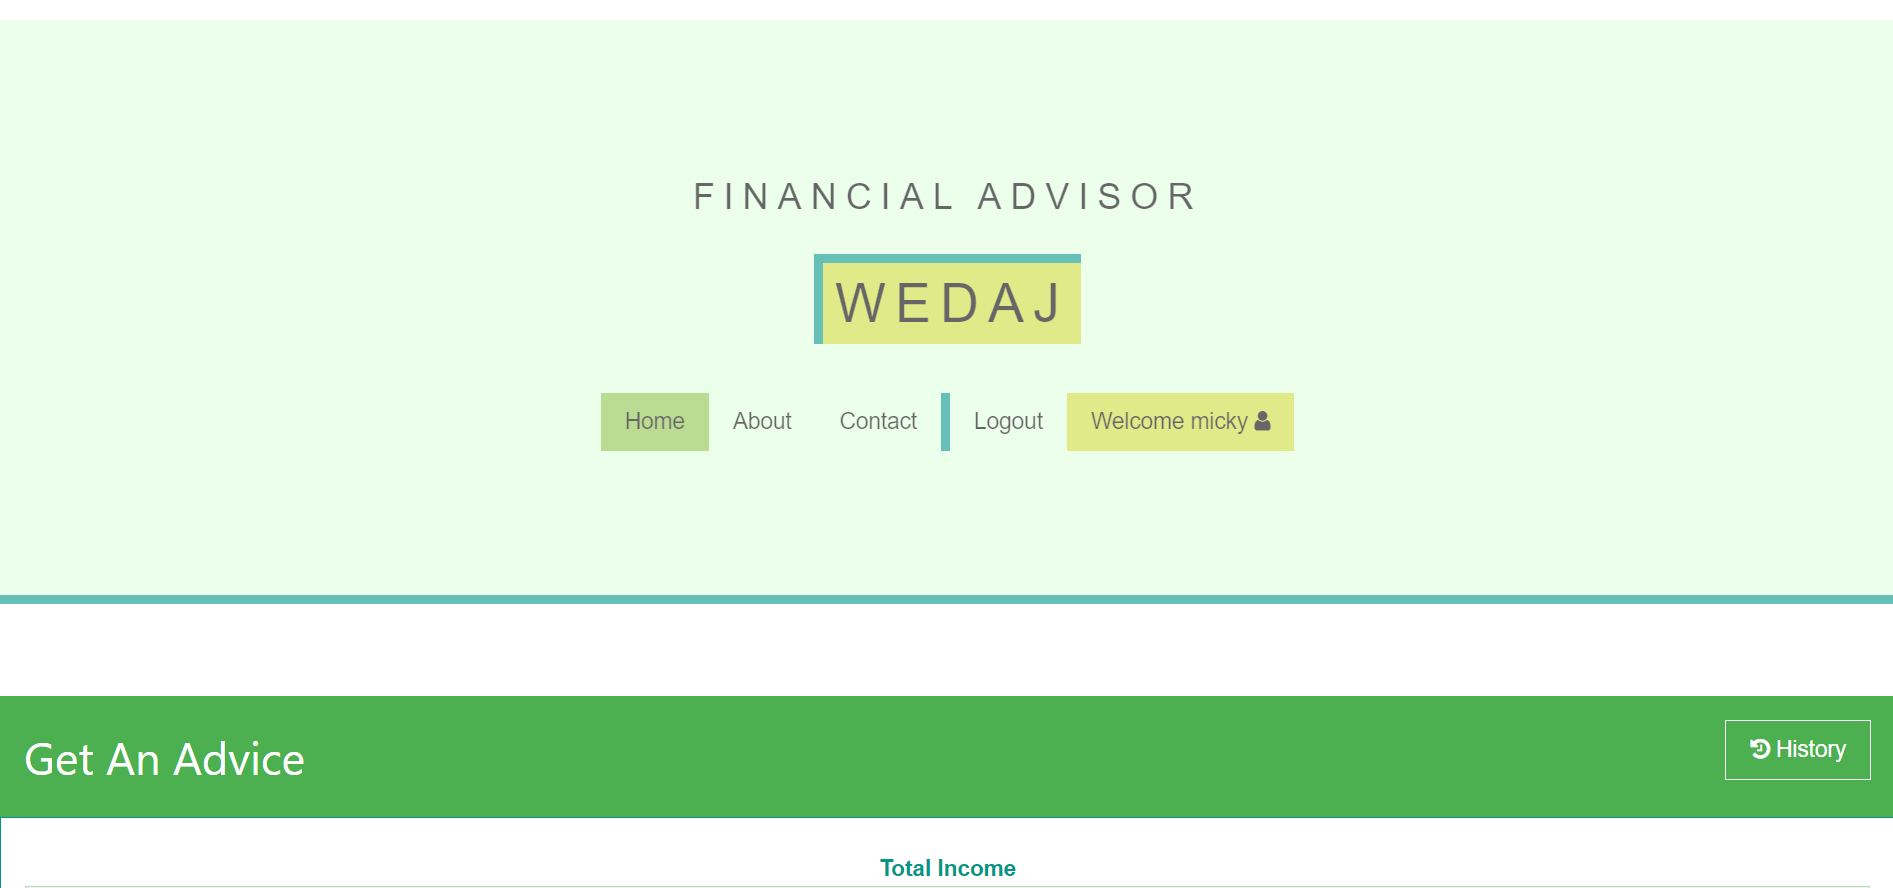 FINANCIAL ADVISOR
WEDAJ
Home About Contact Logout Welcome micky
Get An Advice
History
Total Income